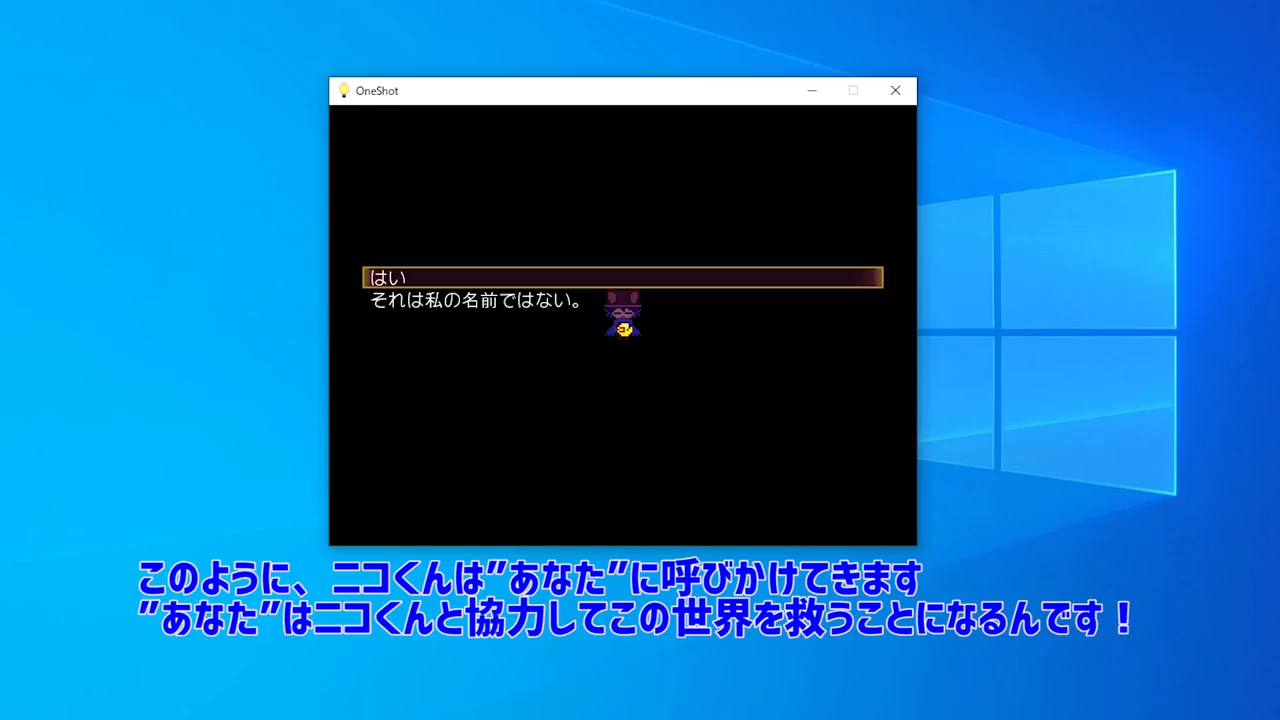 OneShot
はい
それは私の名前ではない。
このように、ニコくんは”あなた”に呼びかけてきます
”あなた”はニコくんと協力してこの世界を救うことになるんです！